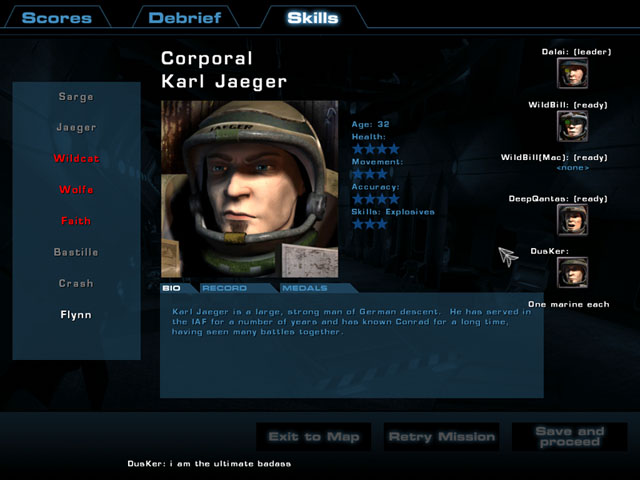 Scores
Debrief
Skills
Corporal
Karl Jaeger
Sarge
Jaeger
Wildcat
Wolfe
Faith
Bastille
Crash
Flynn
JAEGER
Age: 32
Health:
Movement:
Accuracy:
Skills: Explosives
BIO
RECORD
MEDALS
Karl Jaeger is a large, strong man of German descent. He has served in
the IAF for a number of years and has known Conrad for a long time,
having seen many battles together.
Dalai: (leader)
WildBill: (ready)
WildBill[Mac]: (ready)
<none>
DeepQantas: (ready)
DusKer:
One marine each
Exit to Map
Retry Mission
Save and
proceed
DusKer: i am the ultimate badass